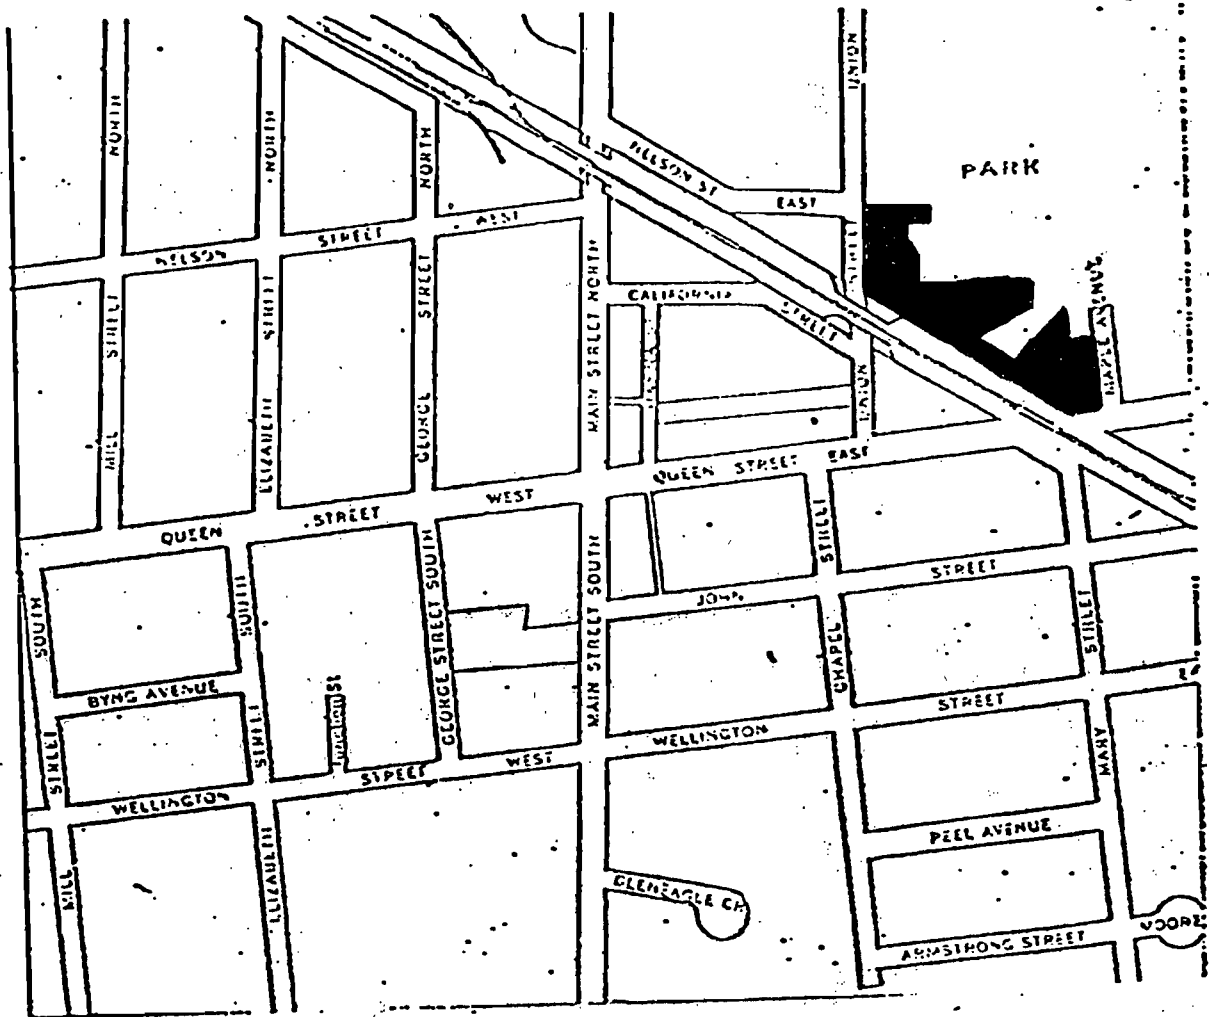 NORTH
NORTH
NORTH
UNION
PARK
NELSON ST
EAST
NELSON
STREET
WEST
STREET
MILL
STREET
ELIZABETH
STREET
GEORGE
STREET
MAIN STREET NORTH
CALIFORNIA
STREET
UNION
MAPLE AVENUE
QUEEN
STREET
WEST
QUEEN STREET
EAST
SOUTH
SOUTH
GEORGE STREET SOUTH
MAIN STREET SOUTH
STREET
JOHN
STREET
STREET
BYNG AVENUE
CHAPEL
STREET
STREET
WELLINGTON
STREET
WEST
WELLINGTON
STREET
MARY
MILL
ELIZABETH
PEEL AVENUE
GLENEAGLE CR
ARMSTRONG STREET
MOORE